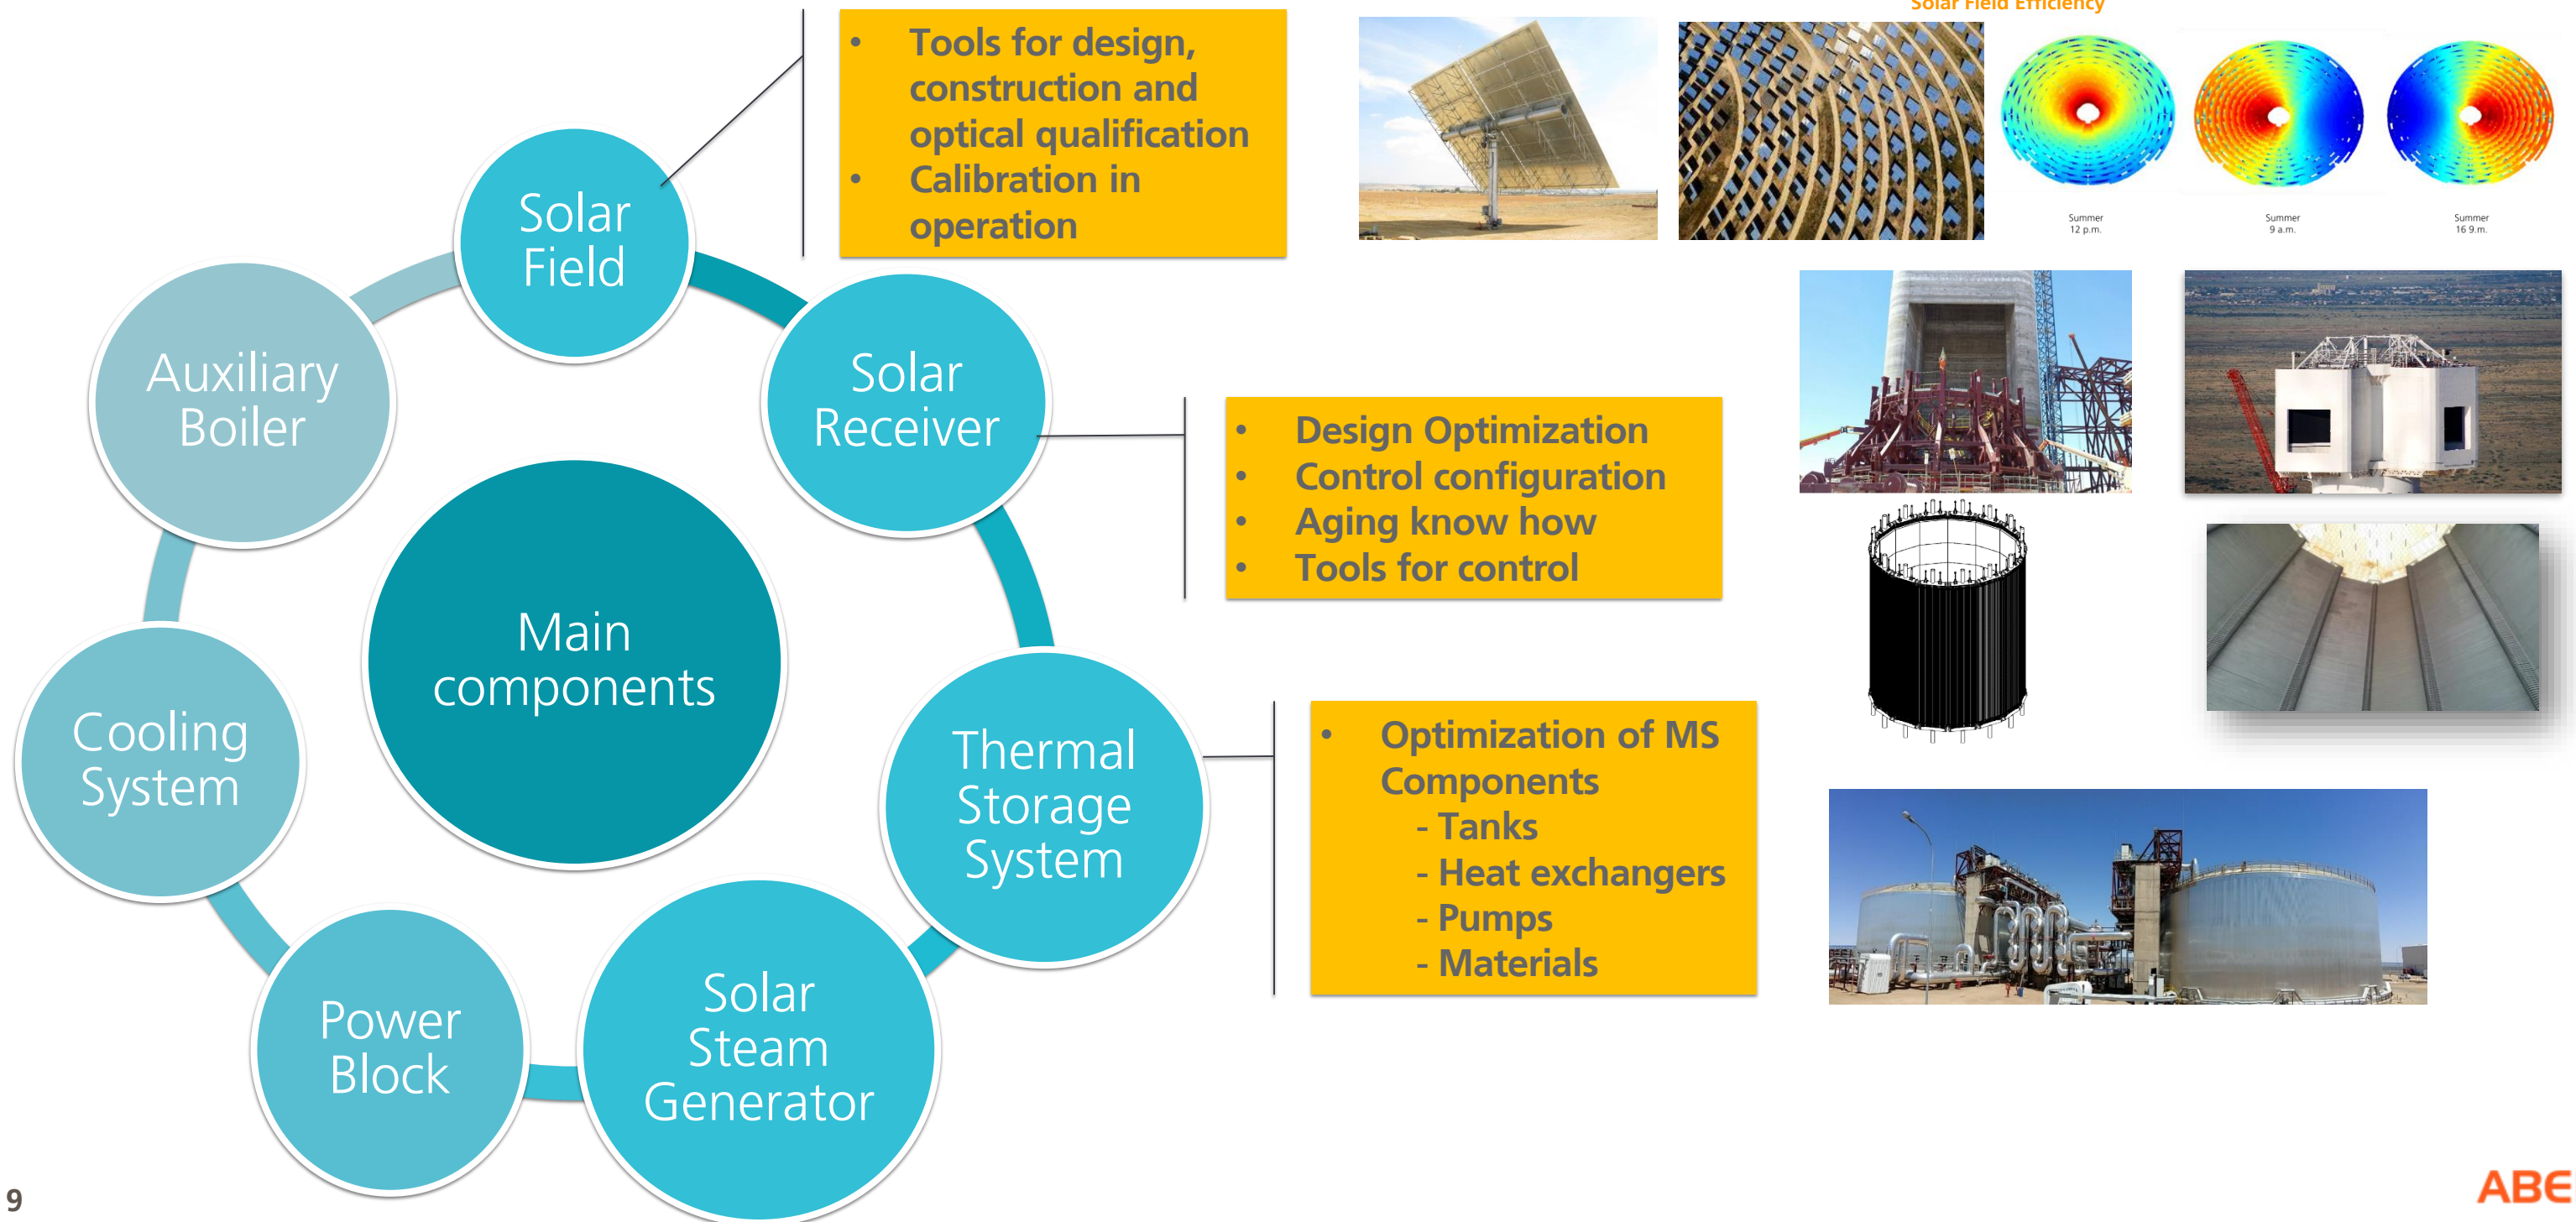 Solar Field Efficiency
• Tools for design,
construction and
optical qualification
• Calibration in
operation
Summer
12 p.m.
Summer
9 a.m.
Summer
16 9.m.
Solar
Field
Auxiliary
Boiler
Solar
Receiver
• Design Optimization
• Control configuration
• Aging know how
• Tools for control
Main
components
Cooling
System
Thermal
Storage
System
• Optimization of MS
Components
- Tanks
- Heat exchangers
- Pumps
- Materials
Power
Block
Solar
Steam
Generator
9
ABE